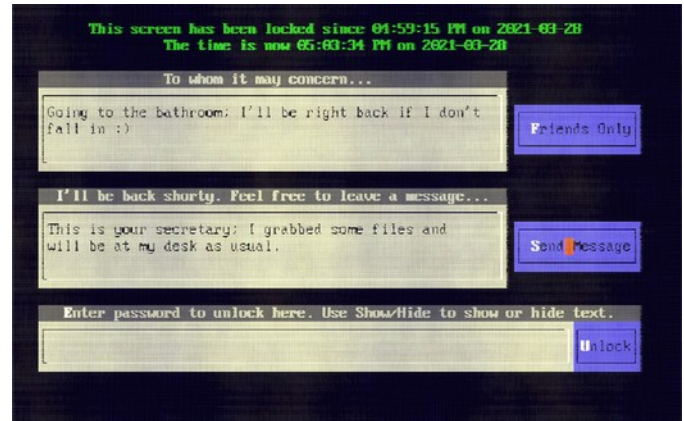 This screen has been locked since 04:59:15 PM on 2021-03-28
The time is now 05:03:34 PM on 2021-03-28
To whom it may concern...
Going to the bathroom; I'll be right back if I don't
fall in :)
Friends Only
I'll be back shorty. Feel free to leave a message...
This is your secretary; I grabbed some files and
will be at my desk as usual.
Send Message
Enter password to unlock here. Use Show/Hide to show or hide text.
Unlock